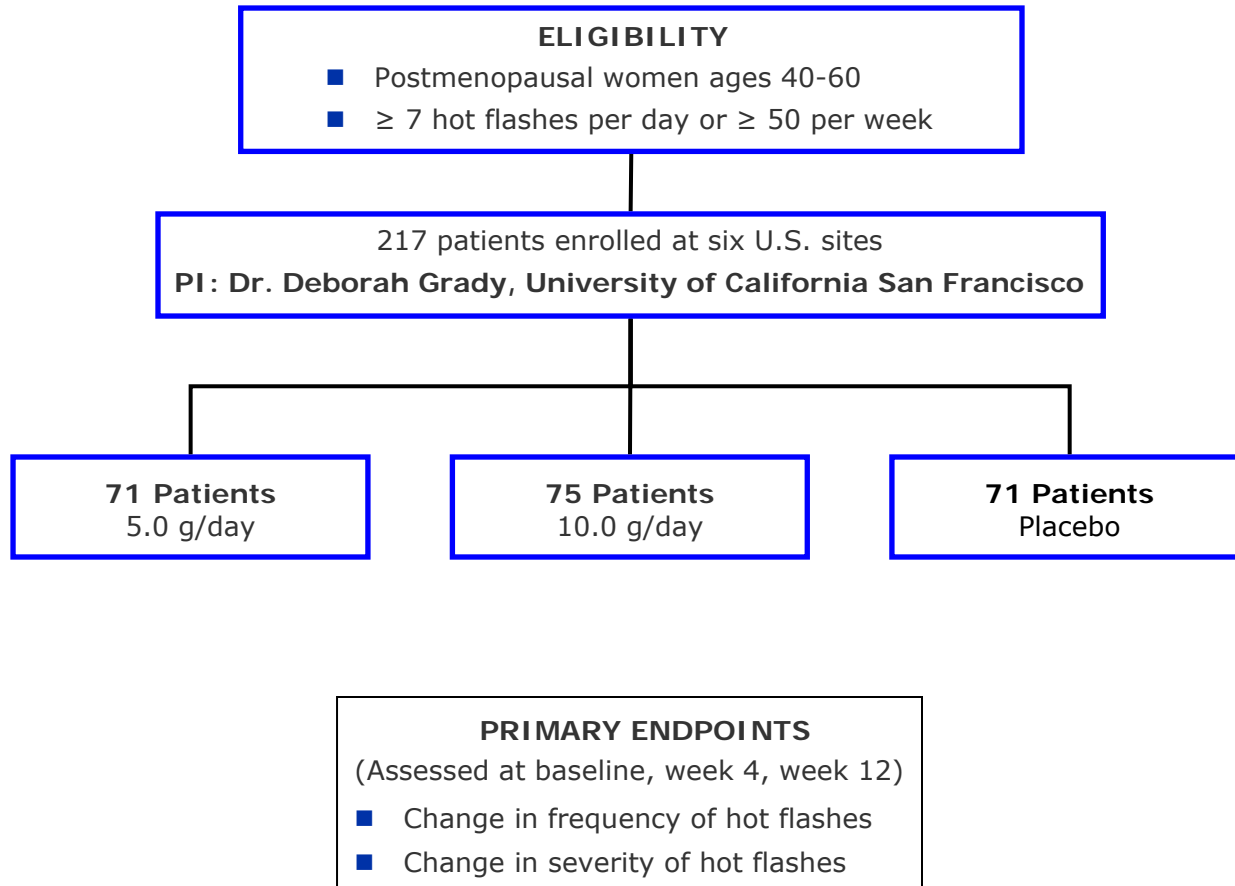 ELIGIBILITY
■ Postmenopausal women ages 40-60
■ ≥ 7 hot flashes per day or ≥ 50 per week
217 patients enrolled at six U.S. sites
PI: Dr. Deborah Grady, University of California San Francisco
71 Patients
5.0 g/day
75 Patients
10.0 g/day
71 Patients
Placebo
PRIMARY ENDPOINTS
(Assessed at baseline, week 4, week 12)
■ Change in frequency of hot flashes
■ Change in severity of hot flashes